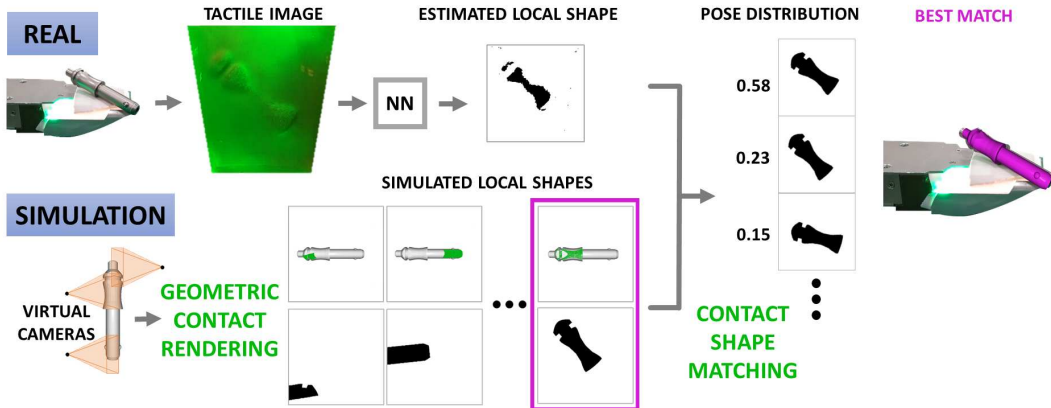 REAL
TACTILE IMAGE
ESTIMATED LOCAL SHAPE
POSE DISTRIBUTION
BEST MATCH
NN
0.58
0.23
0.15
SIMULATION
SIMULATED LOCAL SHAPES
VIRTUAL
CAMERAS
GEOMETRIC
CONTACT
RENDERING
CONTACT
SHAPE
MATCHING